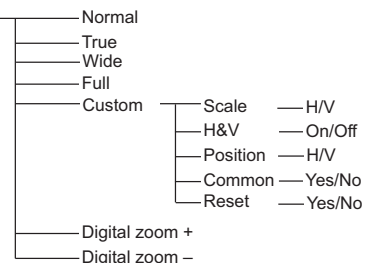 Normal
True
Wide
Full
Custom Scale H/V
H&V On/Off
Position H/V
Common Yes/No
Reset Yes/No
Digital zoom +
Digital zoom –